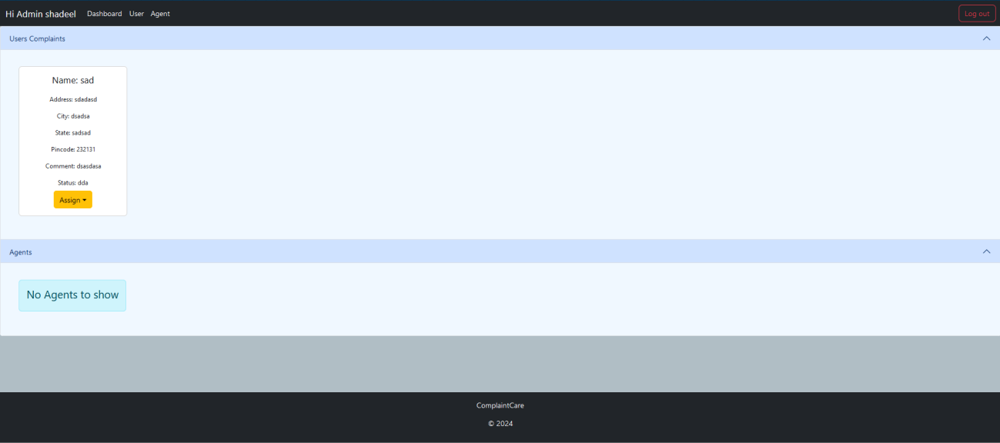 Hi Admin shadeel Dashboard User Agent Log out
Users Complaints
Name: sad
Address: sdadasd
City: dsadsa
State: sadsad
Pincode: 232131
Comment: dsasdasa
Status: dda
Assign
Agents
No Agents to show
ComplaintCare
© 2024